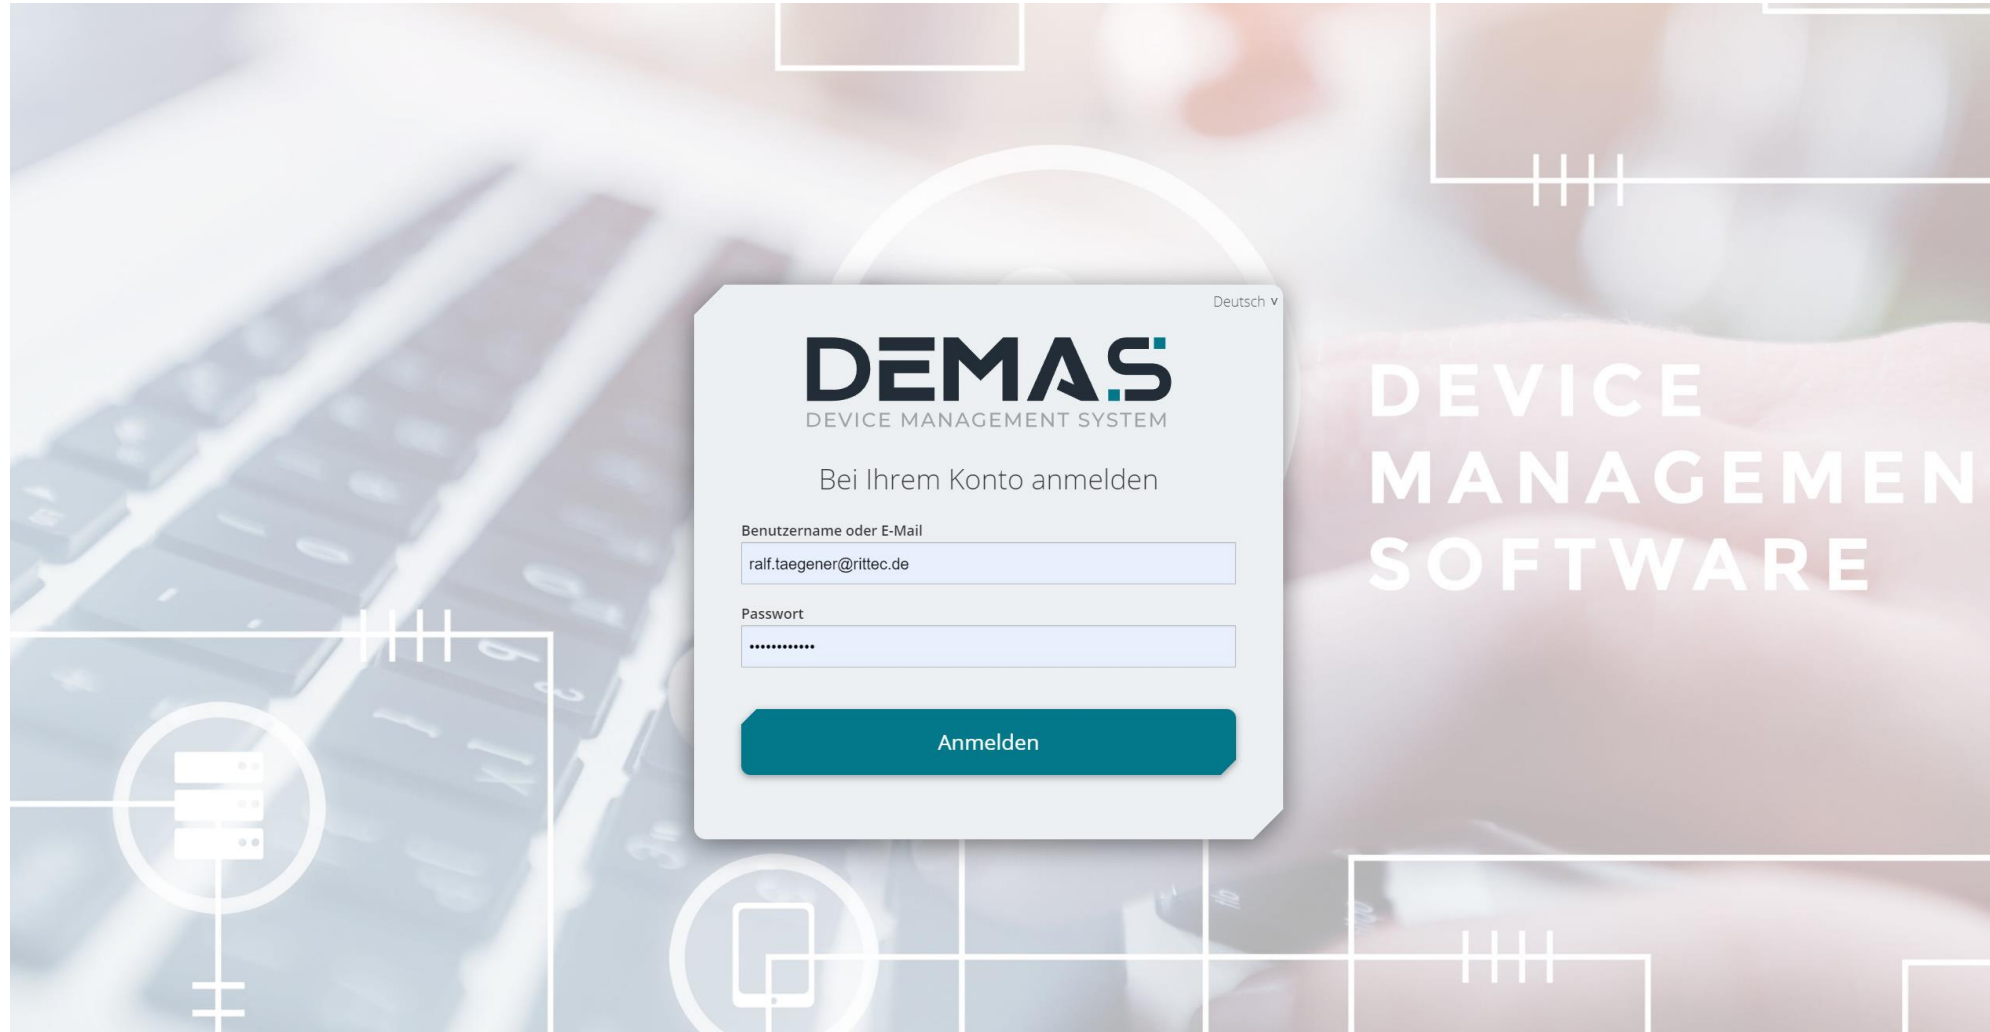 Deutsch v
DEMAS
DEVICE MANAGEMENT SYSTEM
Bei Ihrem Konto anmelden
Benutzername oder E-Mail
ralf.taegener@rittec.de
Passwort
••••••••••••
Anmelden
DEVICE
MANAGEMEN
SOFTWARE